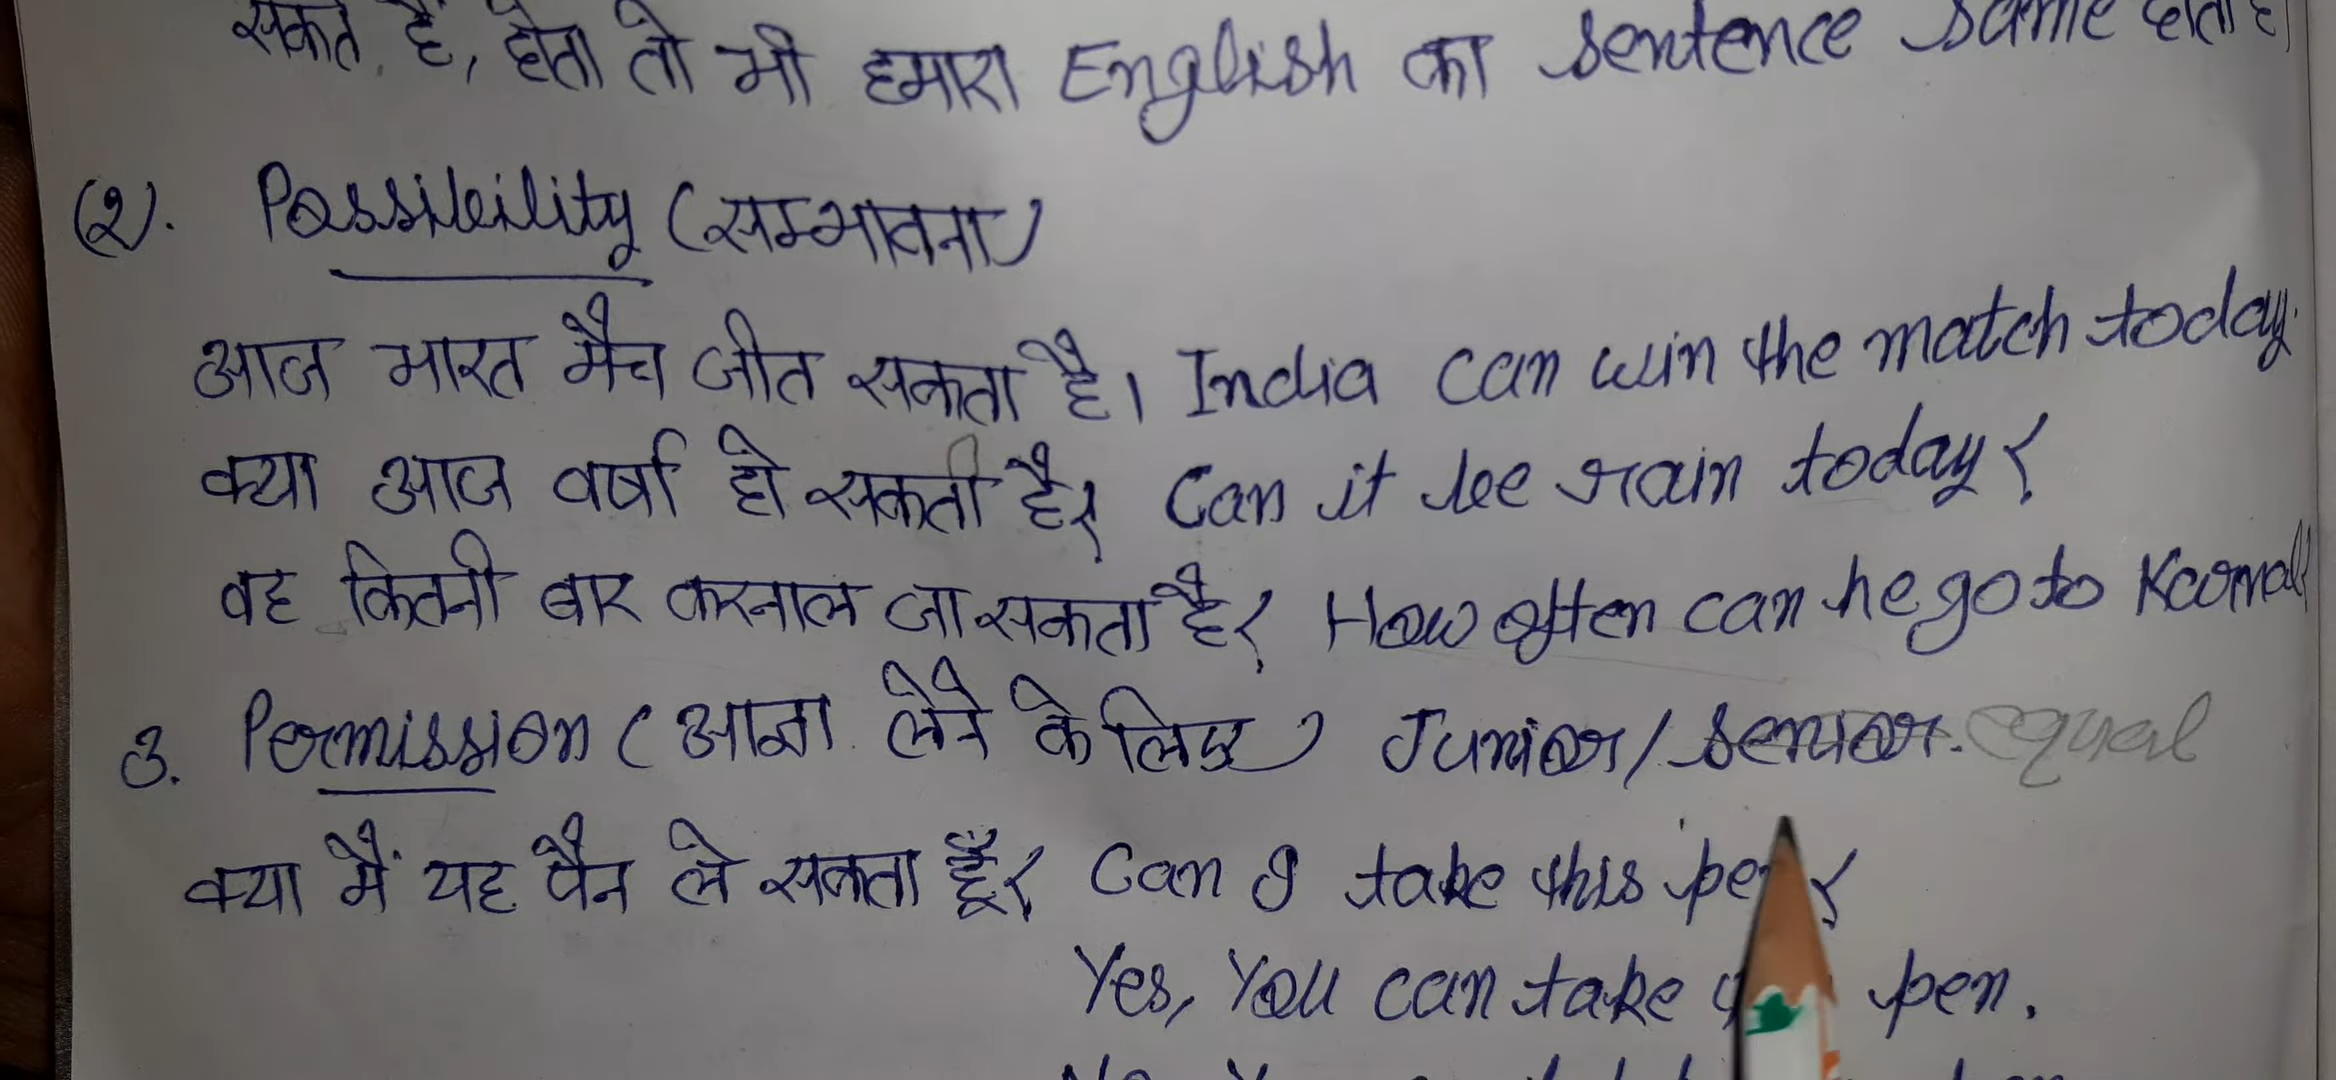 सकते हैं, होता तो भी हमारा English का sentence same होता है।
(2). Possibility (सम्भावना)
आज भारत मैच जीत सकता है। India can win the match today.
क्या आज वर्षा हो सकती है? Can it be rain today?
वह कितनी बार करनाल जा सकता है? How often can he go to Karnal?
3. Permission (आज्ञा लेने के लिए) Junior/senior. equal
क्या मैं यह पैन ले सकता हूँ? Can I take this ?
Yes, You can take pen.